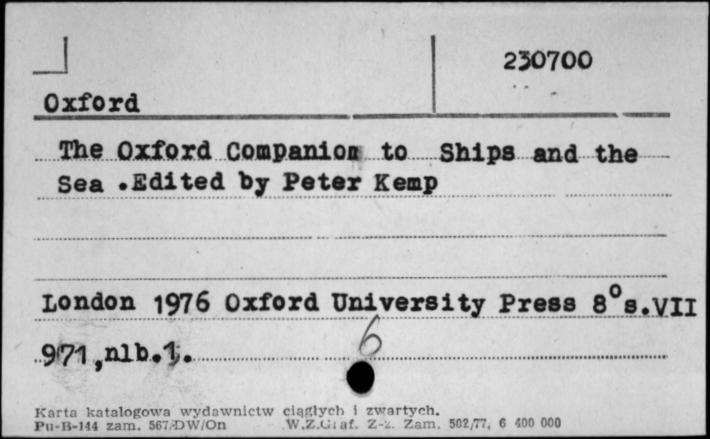 230700
Oxford
The Oxford Companion to Ships and the
Sea .Edited by Peter Kemp
London 1976 Oxford University Press 8°s.VII
971,nlb.1.
6
Karta katalogowa wydawnictw ciągłych i zwartych.
Pu-B-144 zam. 567/DW/On W.Z.Graf. Z-z. Zam. 502/77, 6 400 000